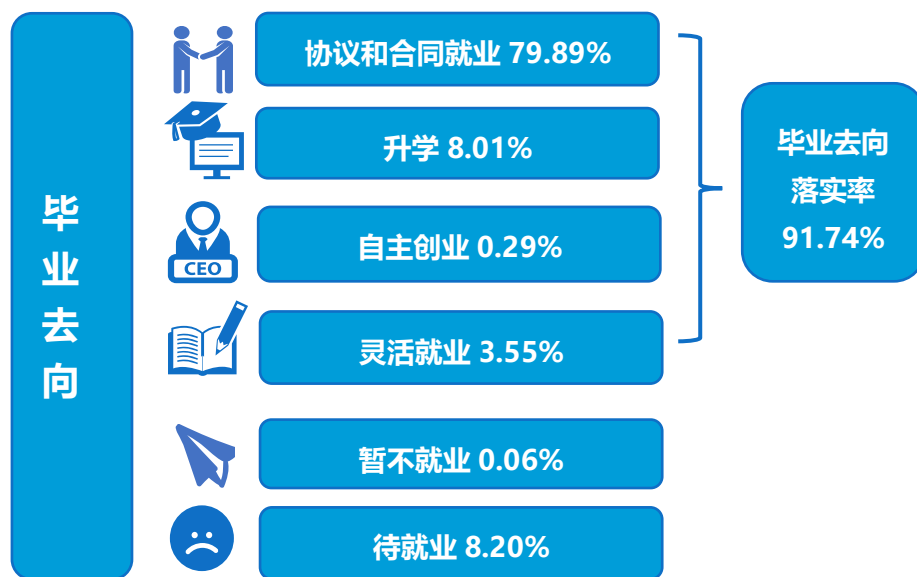 毕业去向
协议和合同就业 79.89%
升学 8.01%
CEO
自主创业 0.29%
灵活就业 3.55%
暂不就业 0.06%
待就业 8.20%
毕业去向
落实率
91.74%